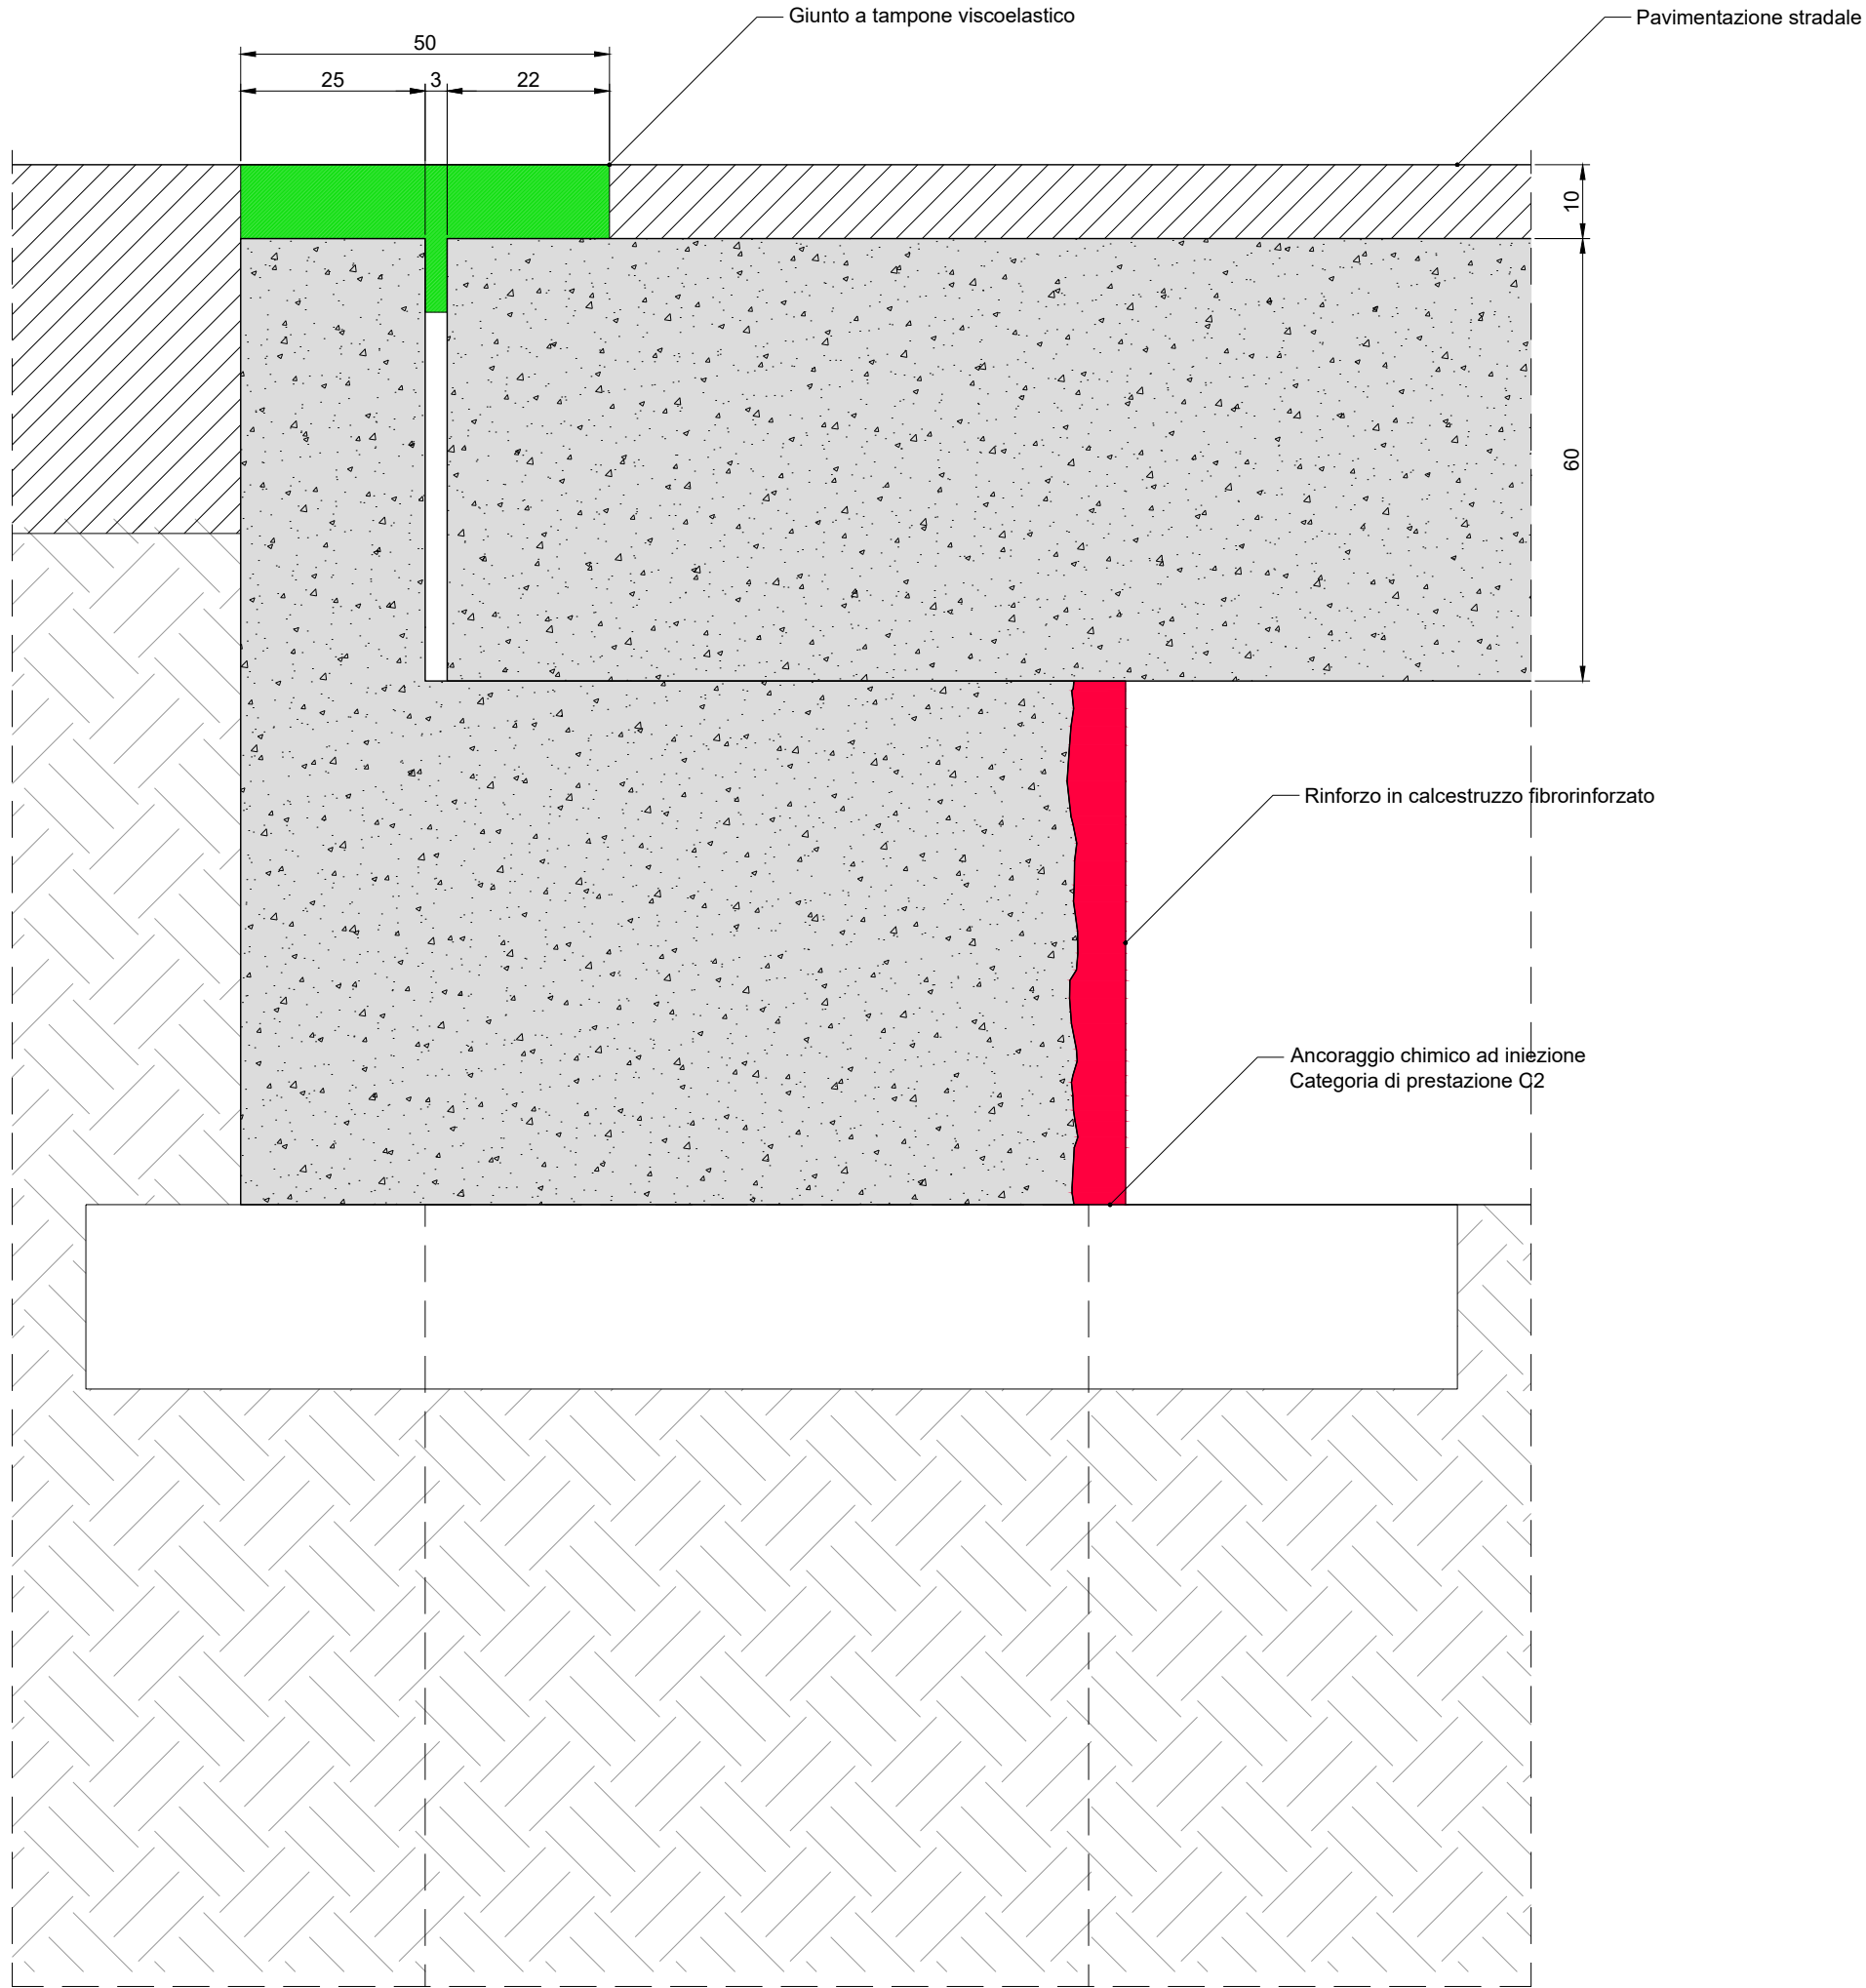 Giunto a tampone viscoelastico
Pavimentazione stradale
50
25
3
22
10
60
Rinforzo in calcestruzzo fibrorinforzato
Ancoraggio chimico ad iniezione
Categoria di prestazione C2